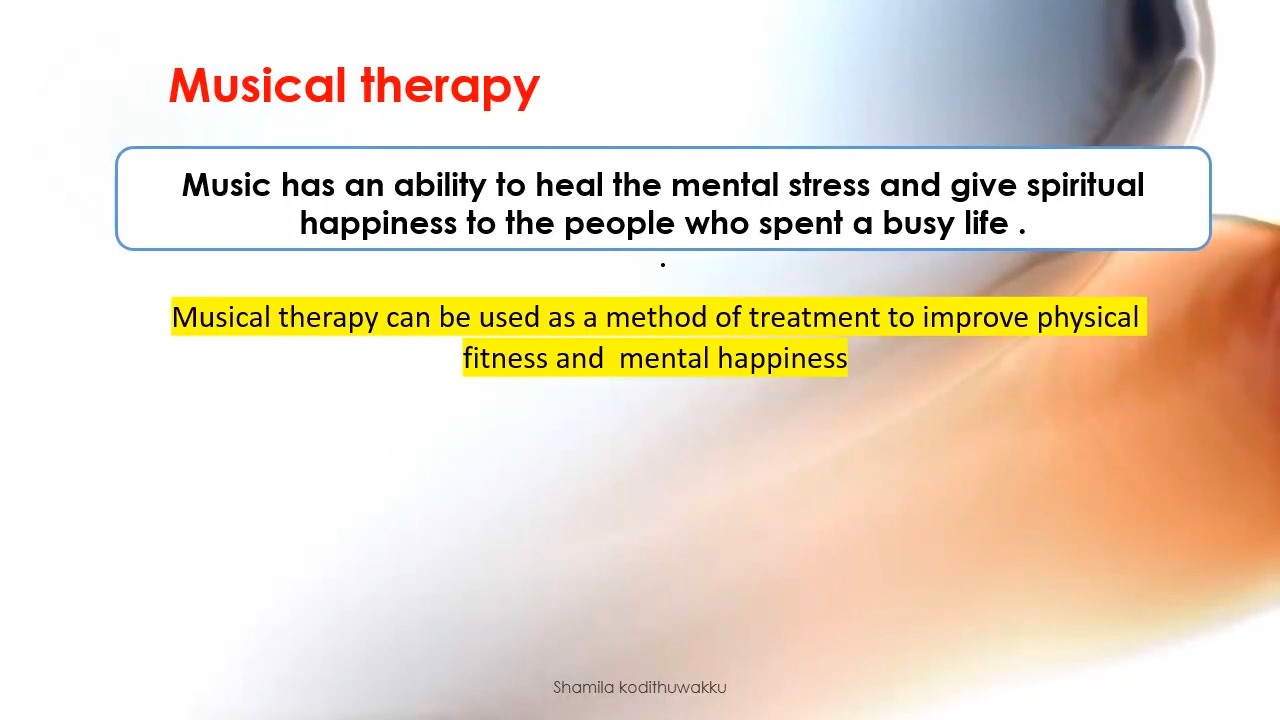 Musical therapy
Music has an ability to heal the mental stress and give spiritual
happiness to the people who spent a busy life .
.
Musical therapy can be used as a method of treatment to improve physical
fitness and  mental happiness
Shamila kodithuwakku